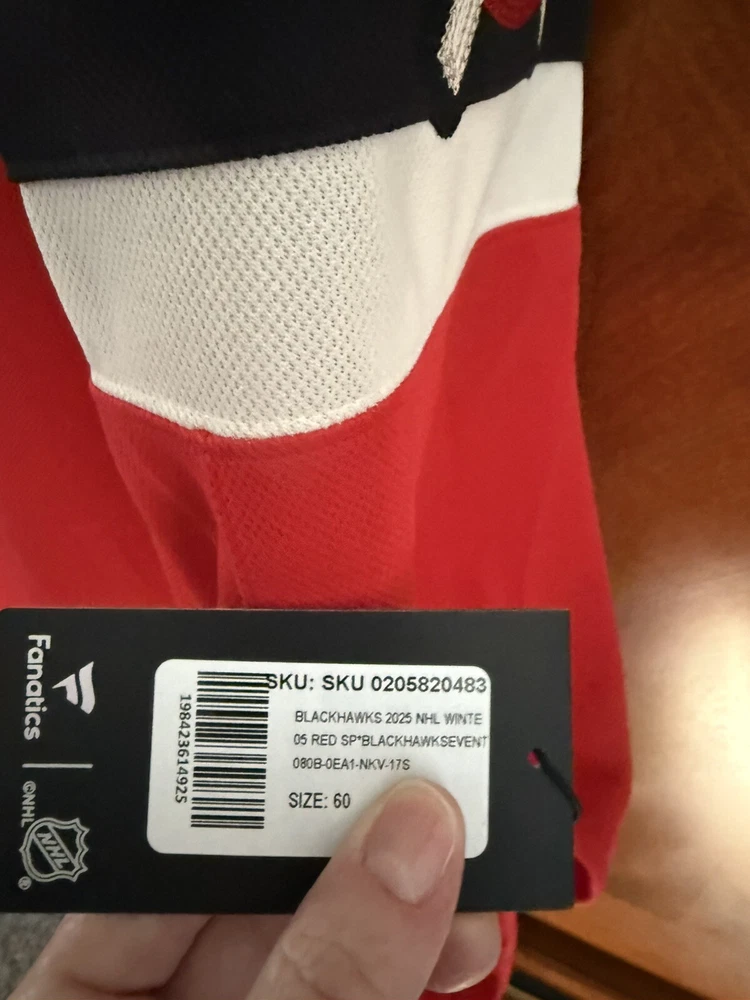 Fanatics
©NHL
NHL
®
198423614925
SKU: SKU 0205820483
BLACKHAWKS 2025 NHL WINTE
05 RED SP*BLACKHAWKSEVENT
080B-0EA1-NKV-17S
SIZE: 60